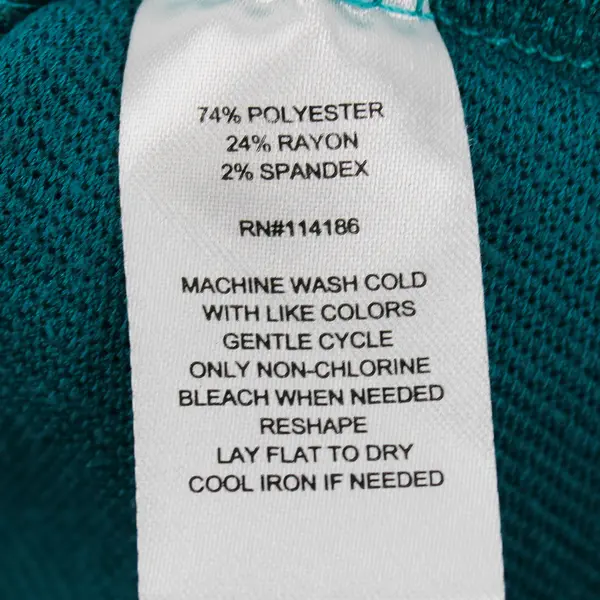 74% POLYESTER
24% RAYON
2% SPANDEX
RN#114186
MACHINE WASH COLD
WITH LIKE COLORS
GENTLE CYCLE
ONLY NON-CHLORINE
BLEACH WHEN NEEDED
RESHAPE
LAY FLAT TO DRY
COOL IRON IF NEEDED